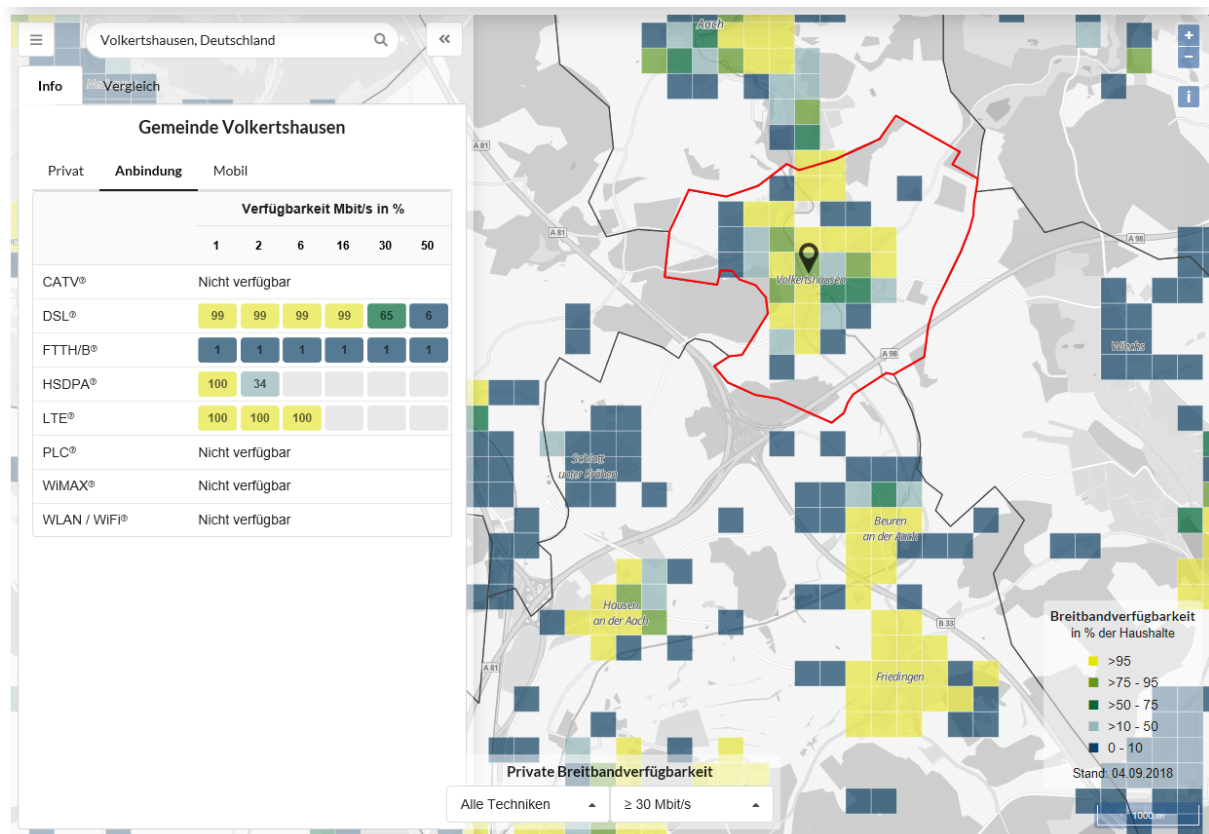 Volkertshausen, Deutschland
«
Info
Vergleich
Gemeinde Volkertshausen
Privat Anbindung Mobil
Verfügbarkeit Mbit/s in %
1 2 6 16 30 50
CATV⁽ᴾ⁾ Nicht verfügbar
DSL⁽ᴾ⁾ 99 99 99 99 65 6
FTTH/B⁽ᴾ⁾ 1 1 1 1 1 1
HSDPA⁽ᴾ⁾ 100 34
LTE⁽ᴾ⁾ 100 100 100
PLC⁽ᴾ⁾ Nicht verfügbar
WiMAX⁽ᴾ⁾ Nicht verfügbar
WLAN / WiFi⁽ᴾ⁾ Nicht verfügbar
Aach
+
−
i
A 81
A 81
A 98
Volkertshausen
A 98
Wiechs
Schlatt
unter Krähen
Beuren
an der Aach
Hausen
an der Aach
B 33
A 81
Friedingen
Breitbandverfügbarkeit
in % der Haushalte
>95
>75 - 95
>50 - 75
>10 - 50
0 - 10
Stand: 04.09.2018
1000 m
Private Breitbandverfügbarkeit
Alle Techniken
≥ 30 Mbit/s